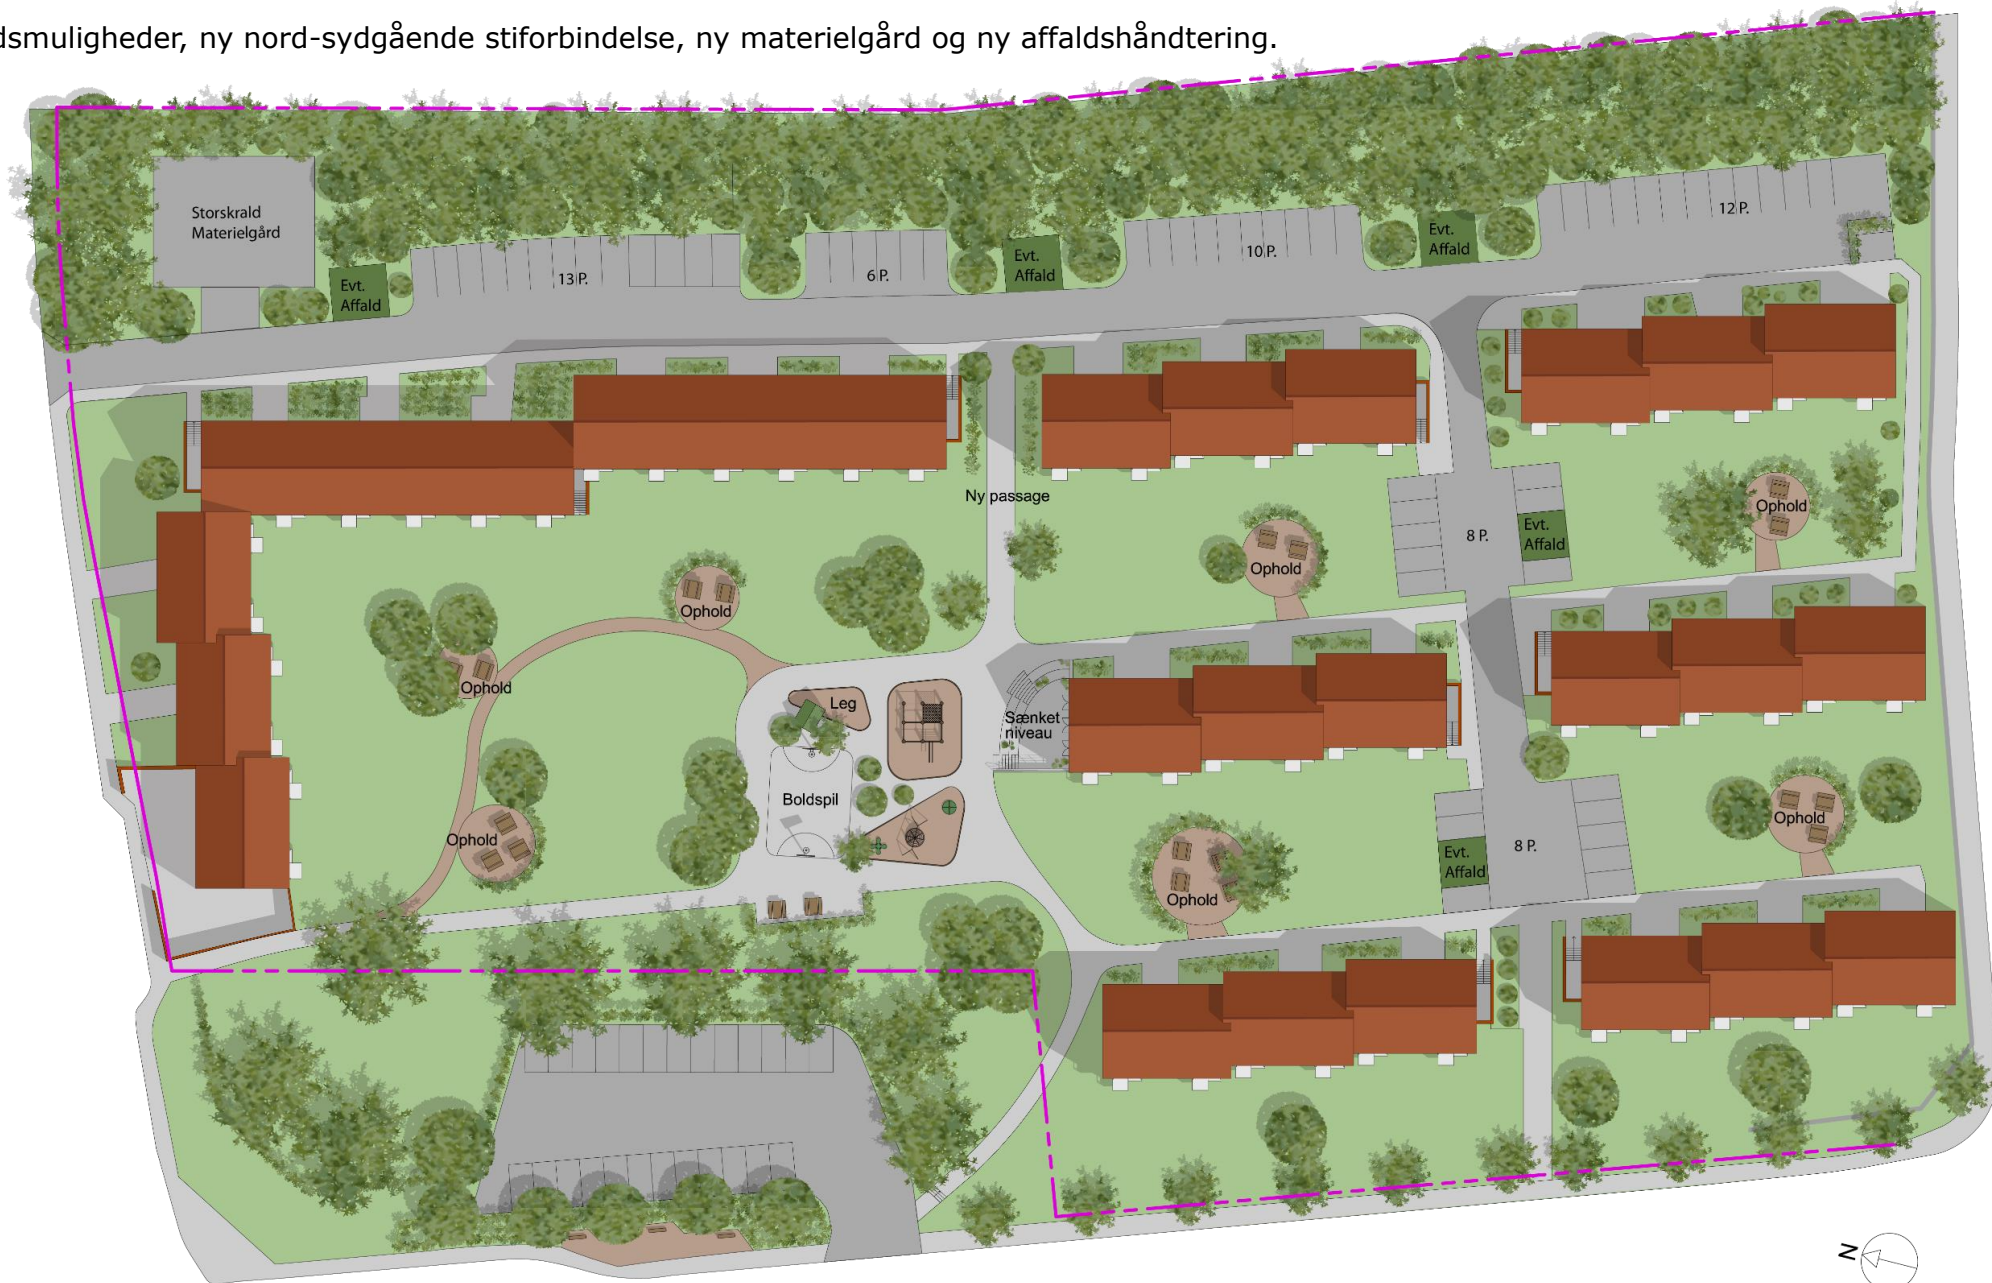 dsmuligheder, ny nord-sydgående stiforbindelse, ny materielgård og ny affaldshåndtering.
Storskrald
Materielgård
Evt.
Affald
13 P.
6 P.
Evt.
Affald
10 P.
Evt.
Affald
12 P.
Ny passage
Ophold
8 P.
Evt.
Affald
Ophold
Ophold
Ophold
Leg
Sænket
niveau
Boldspil
Ophold
Ophold
Evt.
Affald
8 P.
Ophold
N